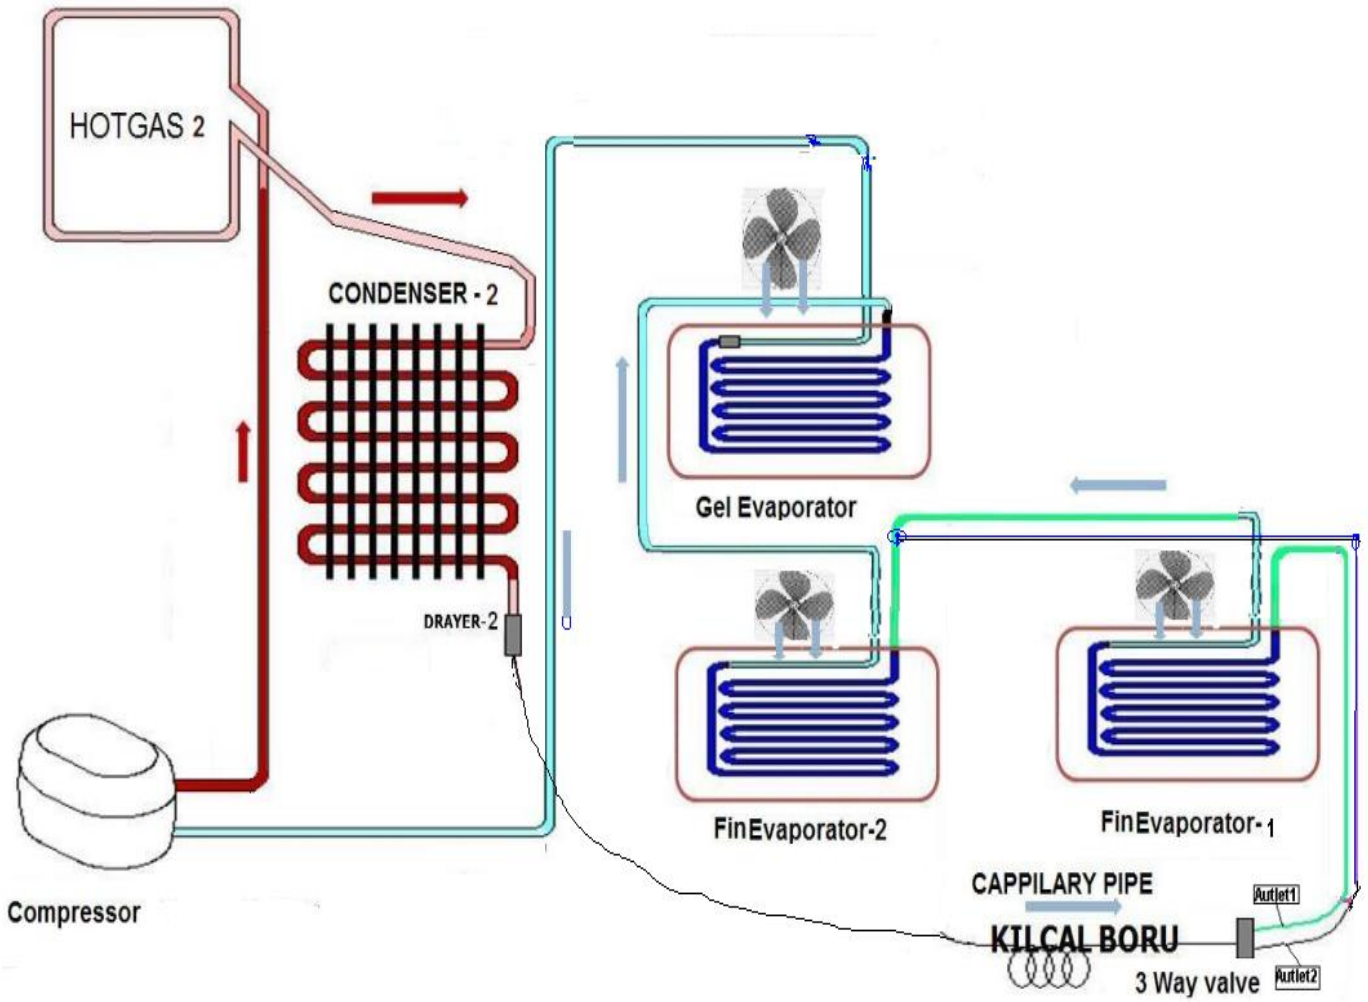 HOTGAS 2
CONDENSER - 2
Gel Evaporator
DRAYER-2
FinEvaporator-2
FinEvaporator-1
Compressor
CAPPILARY PIPE
Autlet1
KILCAL BORU
3 Way valve
Autlet2